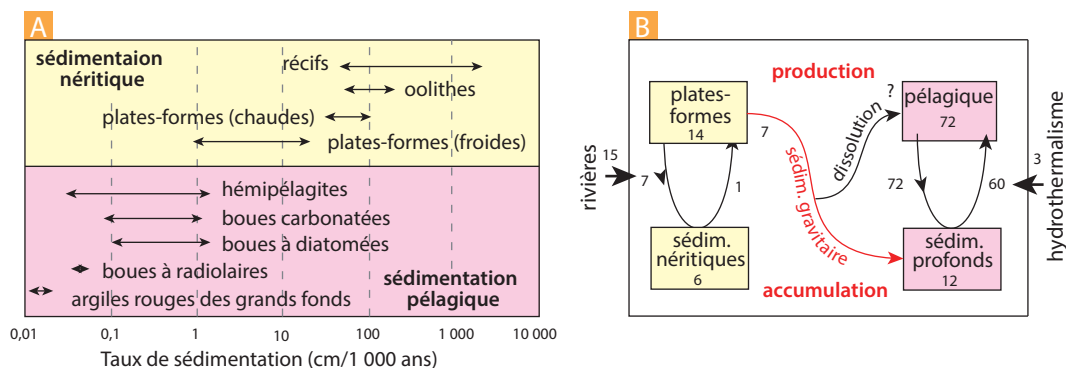 A
sédimentaion
néritique
récifs
oolithes
plates-formes (chaudes)
plates-formes (froides)
hémipélagites
boues carbonatées
boues à diatomées
boues à radiolaires
argiles rouges des grands fonds
sédimentation
pélagique
0,01
0,1
1
10
100
1 000
10 000
Taux de sédimentation (cm/1 000 ans)
B
production
plates-
formes
14
7
?
pélagique
72
dissolution
sédim. gravitaire
rivières
15
7
1
72
60
3
hydrothermalisme
sédim.
néritiques
6
sédim.
profonds
12
accumulation